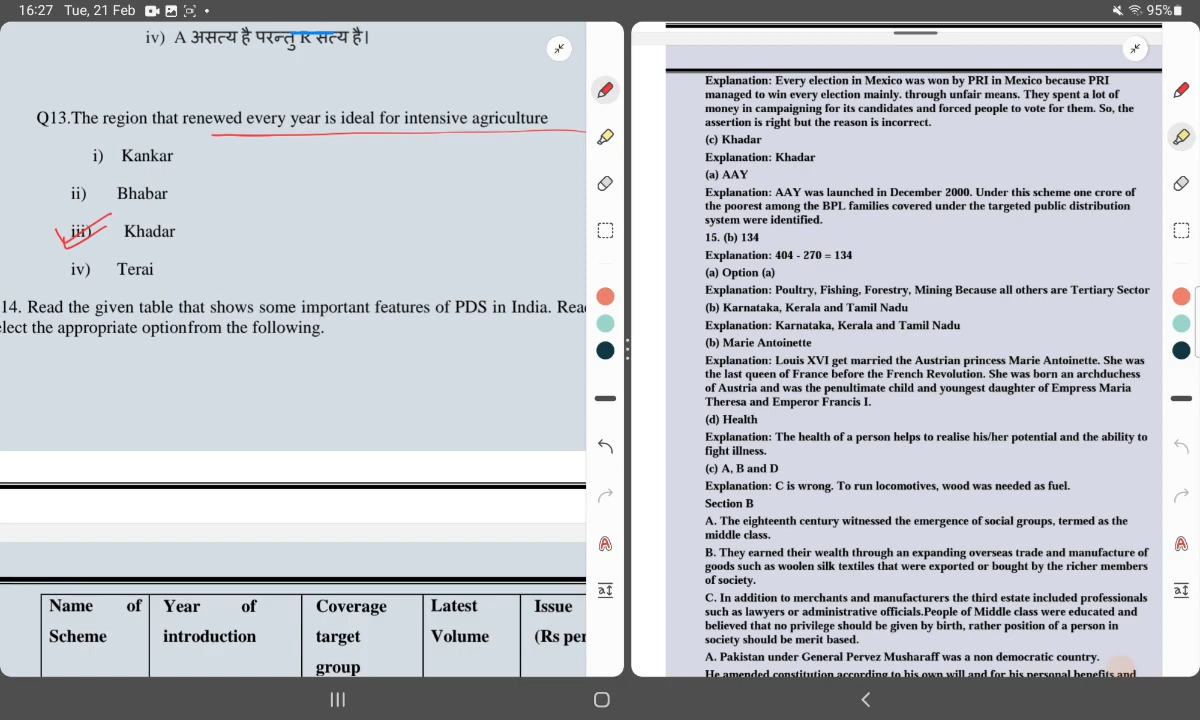 16:27 Tue, 21 Feb
95%
iv) A असत्य है परन्तु R सत्य है।
Q13.The region that renewed every year is ideal for intensive agriculture
i) Kankar
ii) Bhabar
iii) Khadar
iv) Terai
14. Read the given table that shows some important features of PDS in India. Rea
elect the appropriate optionfrom the following.
Name of Scheme
Year of introduction
Coverage target group
Latest Volume
Issue (Rs per
Explanation: Every election in Mexico was won by PRI in Mexico because PRI
managed to win every election mainly. through unfair means. They spent a lot of
money in campaigning for its candidates and forced people to vote for them. So, the
assertion is right but the reason is incorrect.
(c) Khadar
Explanation: Khadar
(a) AAY
Explanation: AAY was launched in December 2000. Under this scheme one crore of
the poorest among the BPL families covered under the targeted public distribution
system were identified.
15. (b) 134
Explanation: 404 - 270 = 134
(a) Option (a)
Explanation: Poultry, Fishing, Forestry, Mining Because all others are Tertiary Sector
(b) Karnataka, Kerala and Tamil Nadu
Explanation: Karnataka, Kerala and Tamil Nadu
(b) Marie Antoinette
Explanation: Louis XVI get married the Austrian princess Marie Antoinette. She was
the last queen of France before the French Revolution. She was born an archduchess
of Austria and was the penultimate child and youngest daughter of Empress Maria
Theresa and Emperor Francis I.
(d) Health
Explanation: The health of a person helps to realise his/her potential and the ability to
fight illness.
(c) A, B and D
Explanation: C is wrong. To run locomotives, wood was needed as fuel.
Section B
A. The eighteenth century witnessed the emergence of social groups, termed as the
middle class.
B. They earned their wealth through an expanding overseas trade and manufacture of
goods such as woolen silk textiles that were exported or bought by the richer members
of society.
C. In addition to merchants and manufacturers the third estate included professionals
such as lawyers or administrative officials.People of Middle class were educated and
believed that no privilege should be given by birth, rather position of a person in
society should be merit based.
A. Pakistan under General Pervez Musharaff was a non democratic country.
He amended constitution according to his own will and for his personal benefits and